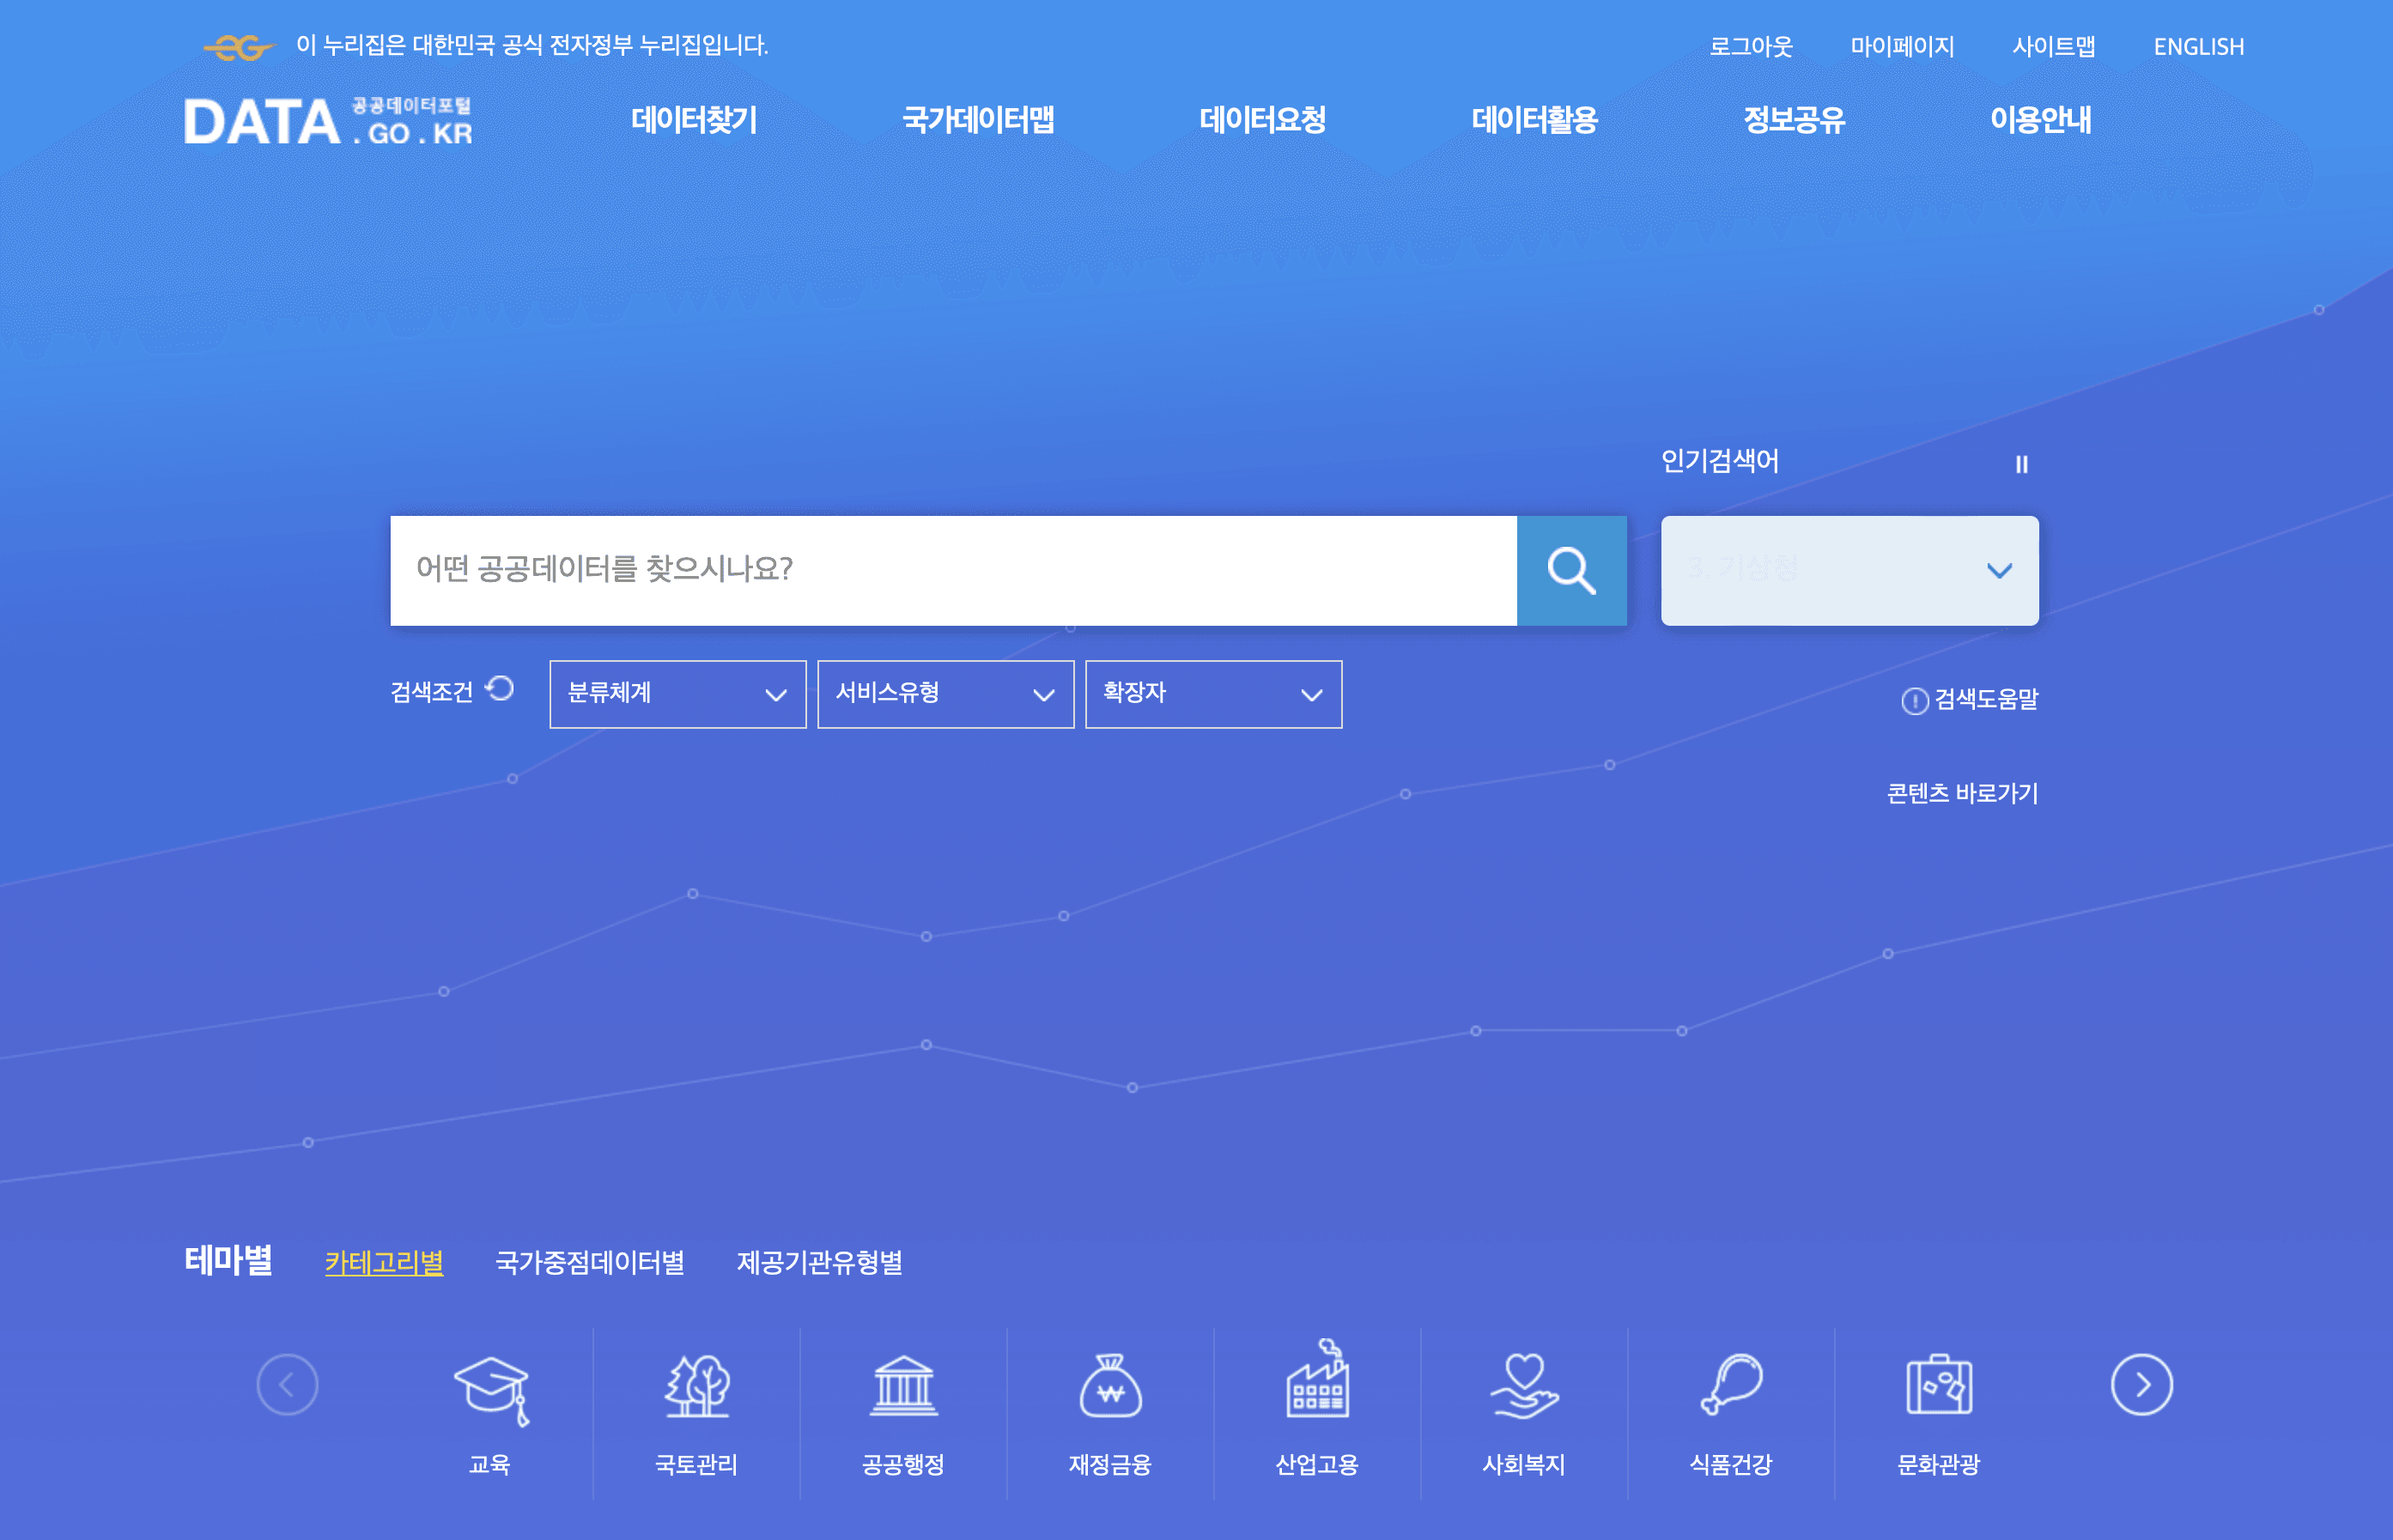 이 누리집은 대한민국 공식 전자정부 누리집입니다.
로그아웃 마이페이지 사이트맵 ENGLISH
DATA 공공데이터포털 . GO . KR
데이터찾기 국가데이터맵 데이터요청 데이터활용 정보공유 이용안내
인기검색어
어떤 공공데이터를 찾으시나요?
3. 기상청
검색조건 분류체계 서비스유형 확장자
검색도움말
콘텐츠 바로가기
테마별 카테고리별 국가중점데이터별 제공기관유형별
교육 국토관리 공공행정 재정금융 산업고용 사회복지 식품건강 문화관광